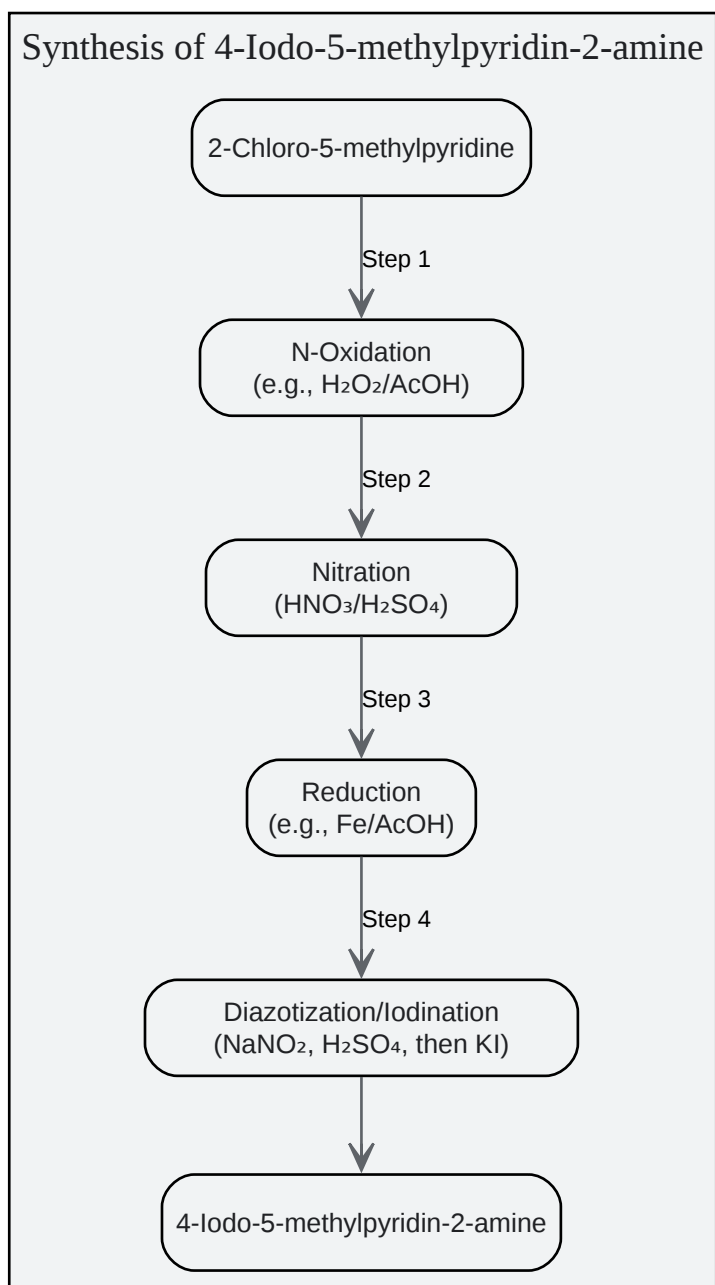 Synthesis of 4-Iodo-5-methylpyridin-2-amine
2-Chloro-5-methylpyridine
Step 1
N-Oxidation
(e.g., H₂O₂/AcOH)
Step 2
Nitration
(HNO₃/H₂SO₄)
Step 3
Reduction
(e.g., Fe/AcOH)
Step 4
Diazotization/Iodination
(NaNO₂, H₂SO₄, then KI)
4-Iodo-5-methylpyridin-2-amine